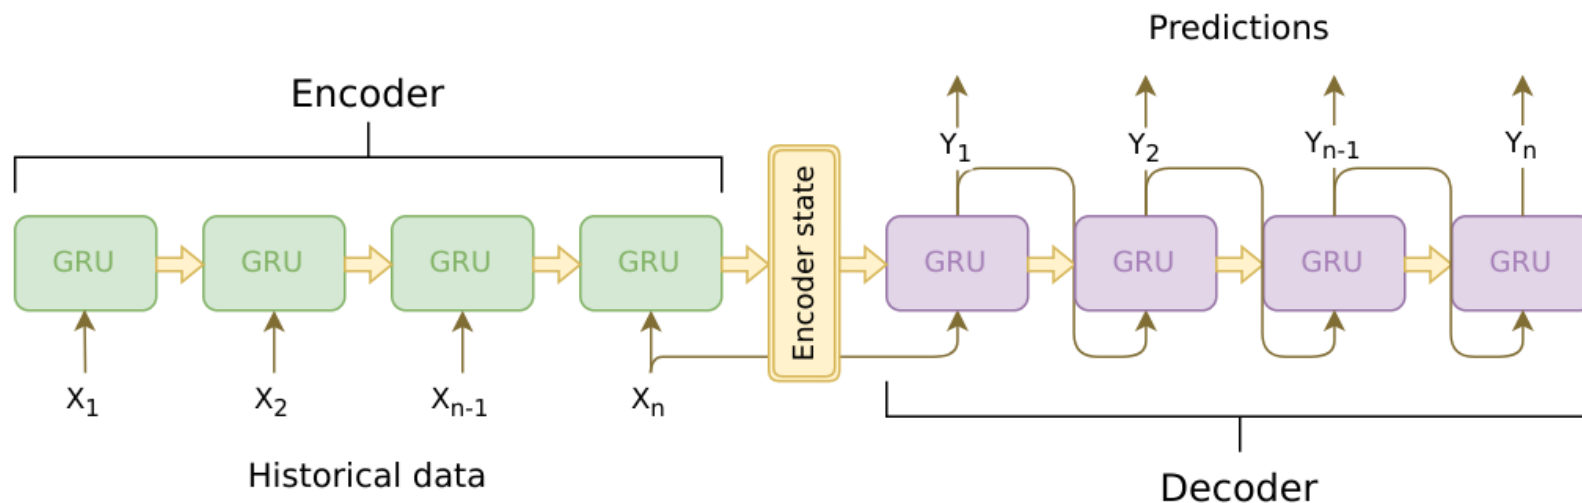 Predictions
Encoder
Y1 Y2 Yn-1 Yn
GRU GRU GRU GRU Encoder state GRU GRU GRU GRU
X1 X2 Xn-1 Xn
Historical data
Decoder